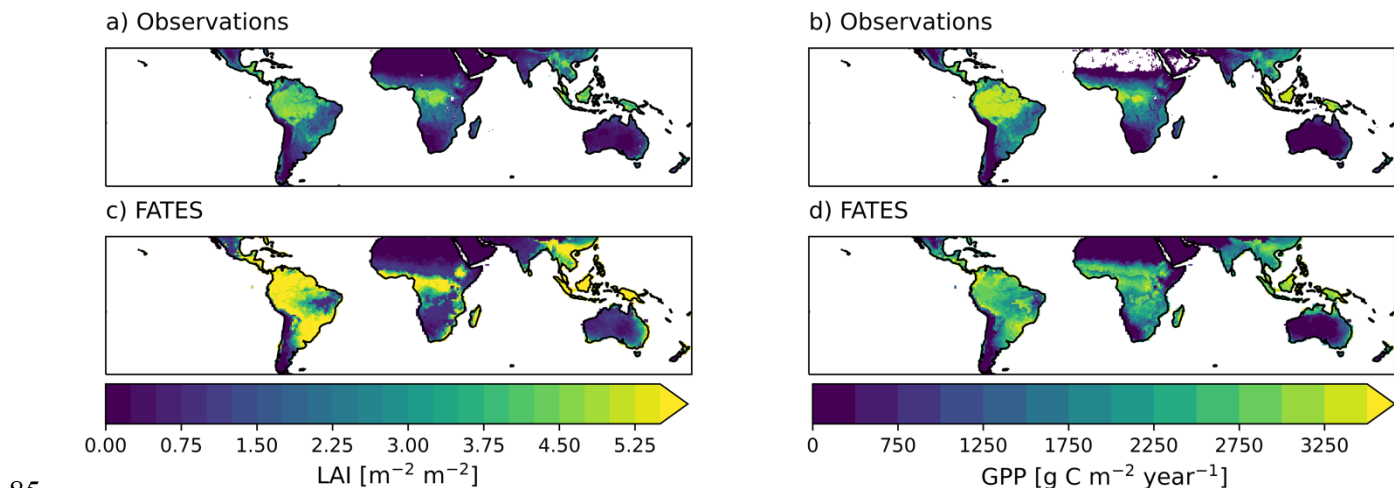 a) Observations
b) Observations
c) FATES
d) FATES
0.00 0.75 1.50 2.25 3.00 3.75 4.50 5.25
LAI [m⁻² m⁻²]
0 750 1250 1750 2250 2750 3250
GPP [g C m⁻² year⁻¹]